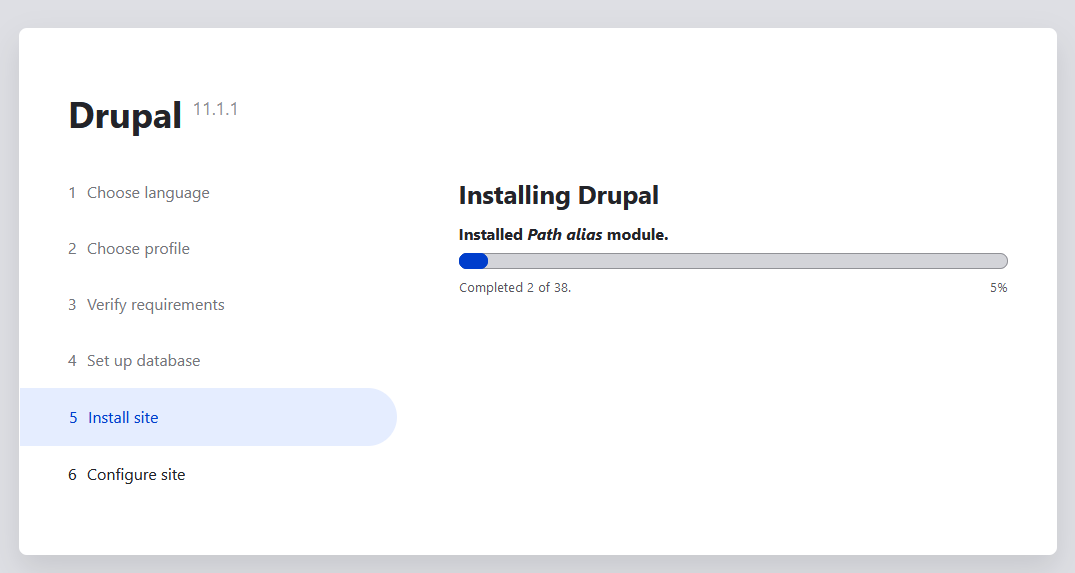 Drupal 11.1.1
1 Choose language
2 Choose profile
3 Verify requirements
4 Set up database
5 Install site
6 Configure site
Installing Drupal
Installed Path alias module.
Completed 2 of 38. 5%